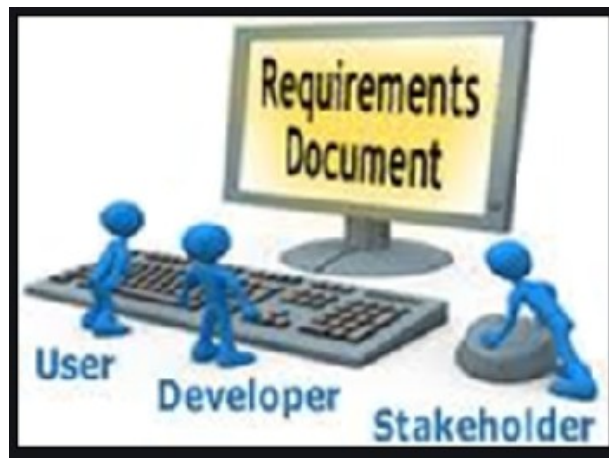 Requirements
Document
User
Developer
Stakeholder